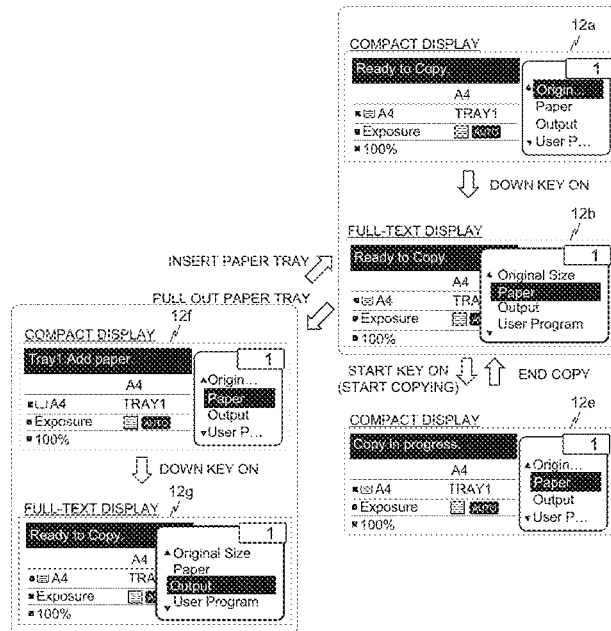 12a
COMPACT DISPLAY
Ready to Copy
1
A4
Origin...
A4 TRAY1
Paper
Exposure AUTO
Output
100%
User P...
DOWN KEY ON
12b
FULL-TEXT DISPLAY
Ready to Copy
1
A4
Original Size
A4 TRA
Paper
Exposure
Output
100%
User Program
INSERT PAPER TRAY
PULL OUT PAPER TRAY
START KEY ON
(START COPYING)
END COPY
12f
COMPACT DISPLAY
Tray1 Add paper
1
A4
Origin...
A4 TRAY1
Paper
Exposure AUTO
Output
100%
User P...
DOWN KEY ON
12g
FULL-TEXT DISPLAY
Ready to Copy
1
A4
Original Size
A4 TRA
Paper
Exposure
Output
100%
User Program
12e
COMPACT DISPLAY
Copy in progress
1
A4
Origin...
A4 TRAY1
Paper
Exposure AUTO
Output
100%
User P...